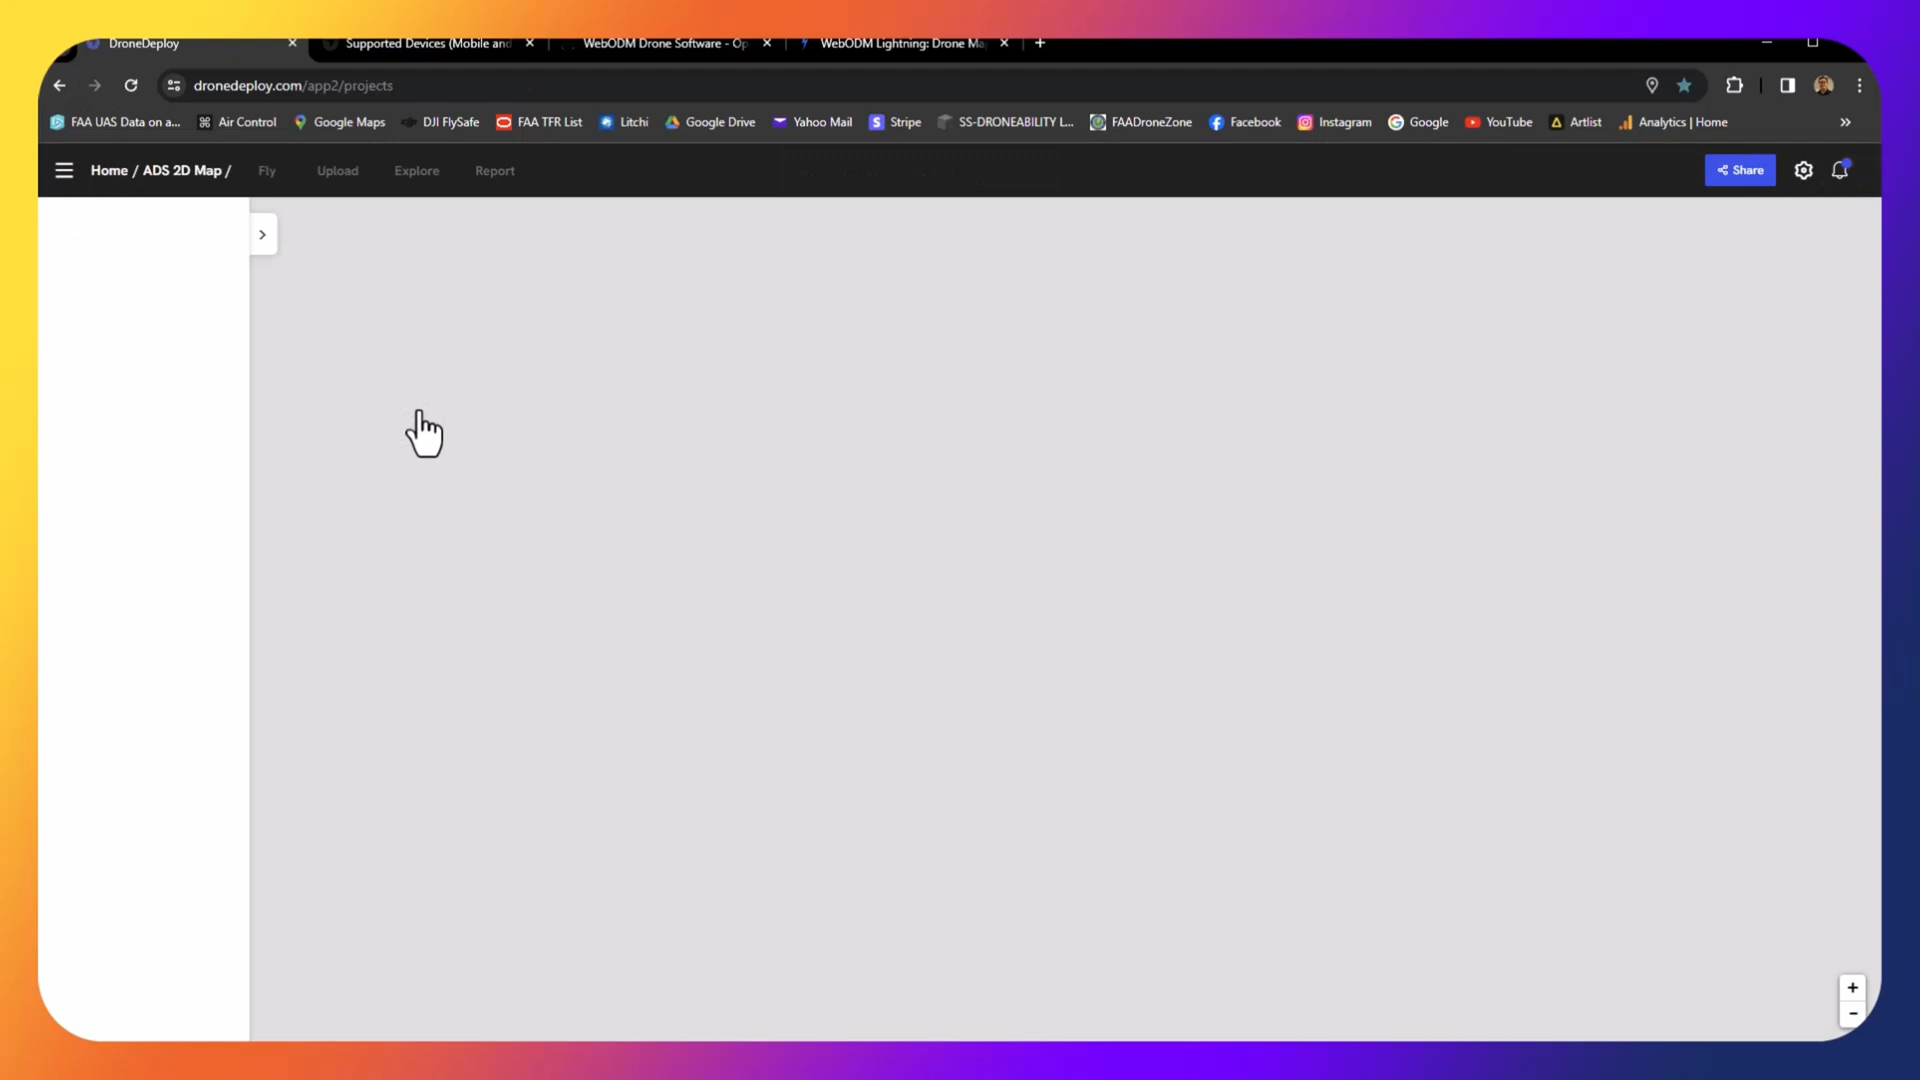 DroneDeploy
Supported Devices (Mobile and
WebODM Drone Software - Op
WebODM Lightning: Drone Ma
dronedeploy.com/app2/projects
FAA UAS Data on a...
Air Control
Google Maps
DJI FlySafe
FAA TFR List
Litchi
Google Drive
Yahoo Mail
Stripe
SS-DRONEABILITY L...
FAADroneZone
Facebook
Instagram
Google
YouTube
Artlist
Analytics | Home
Home / ADS 2D Map /
Fly
Upload
Explore
Report
Share